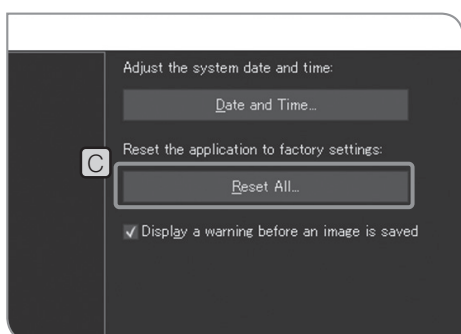 Adjust the system date and time:
Date and Time...
Reset the application to factory settings:
C
Reset All...
✓ Display a warning before an image is saved